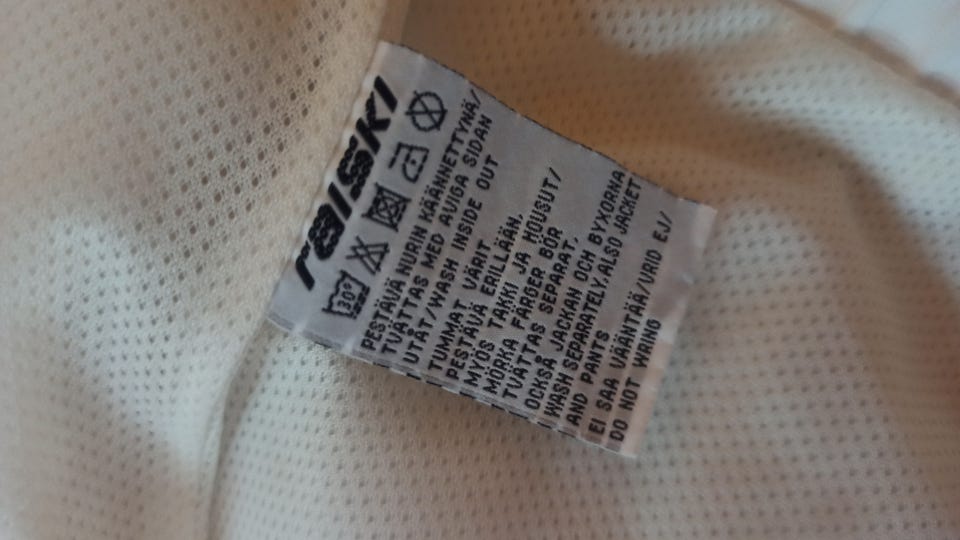 raiski
30°
PESTÄVÄ NURIN KÄÄNNETTYNÄ/
TVÄTTAS MED AVIGA SIDAN
UTÅT/WASH INSIDE OUT
TUMMAT VÄRIT
PESTÄVÄ ERILLÄÄN,
MYÖS TAKKI JA HOUSUT/
MÖRKA FÄRGER BÖR
TVÄTTAS SEPARAT,
OCKSÅ JACKAN OCH BYXORNA
WASH SEPARATELY.ALSO JACKET
AND PANTS
EI SAA VÄÄNTÄÄ/VRID EJ/
DO NOT WRING